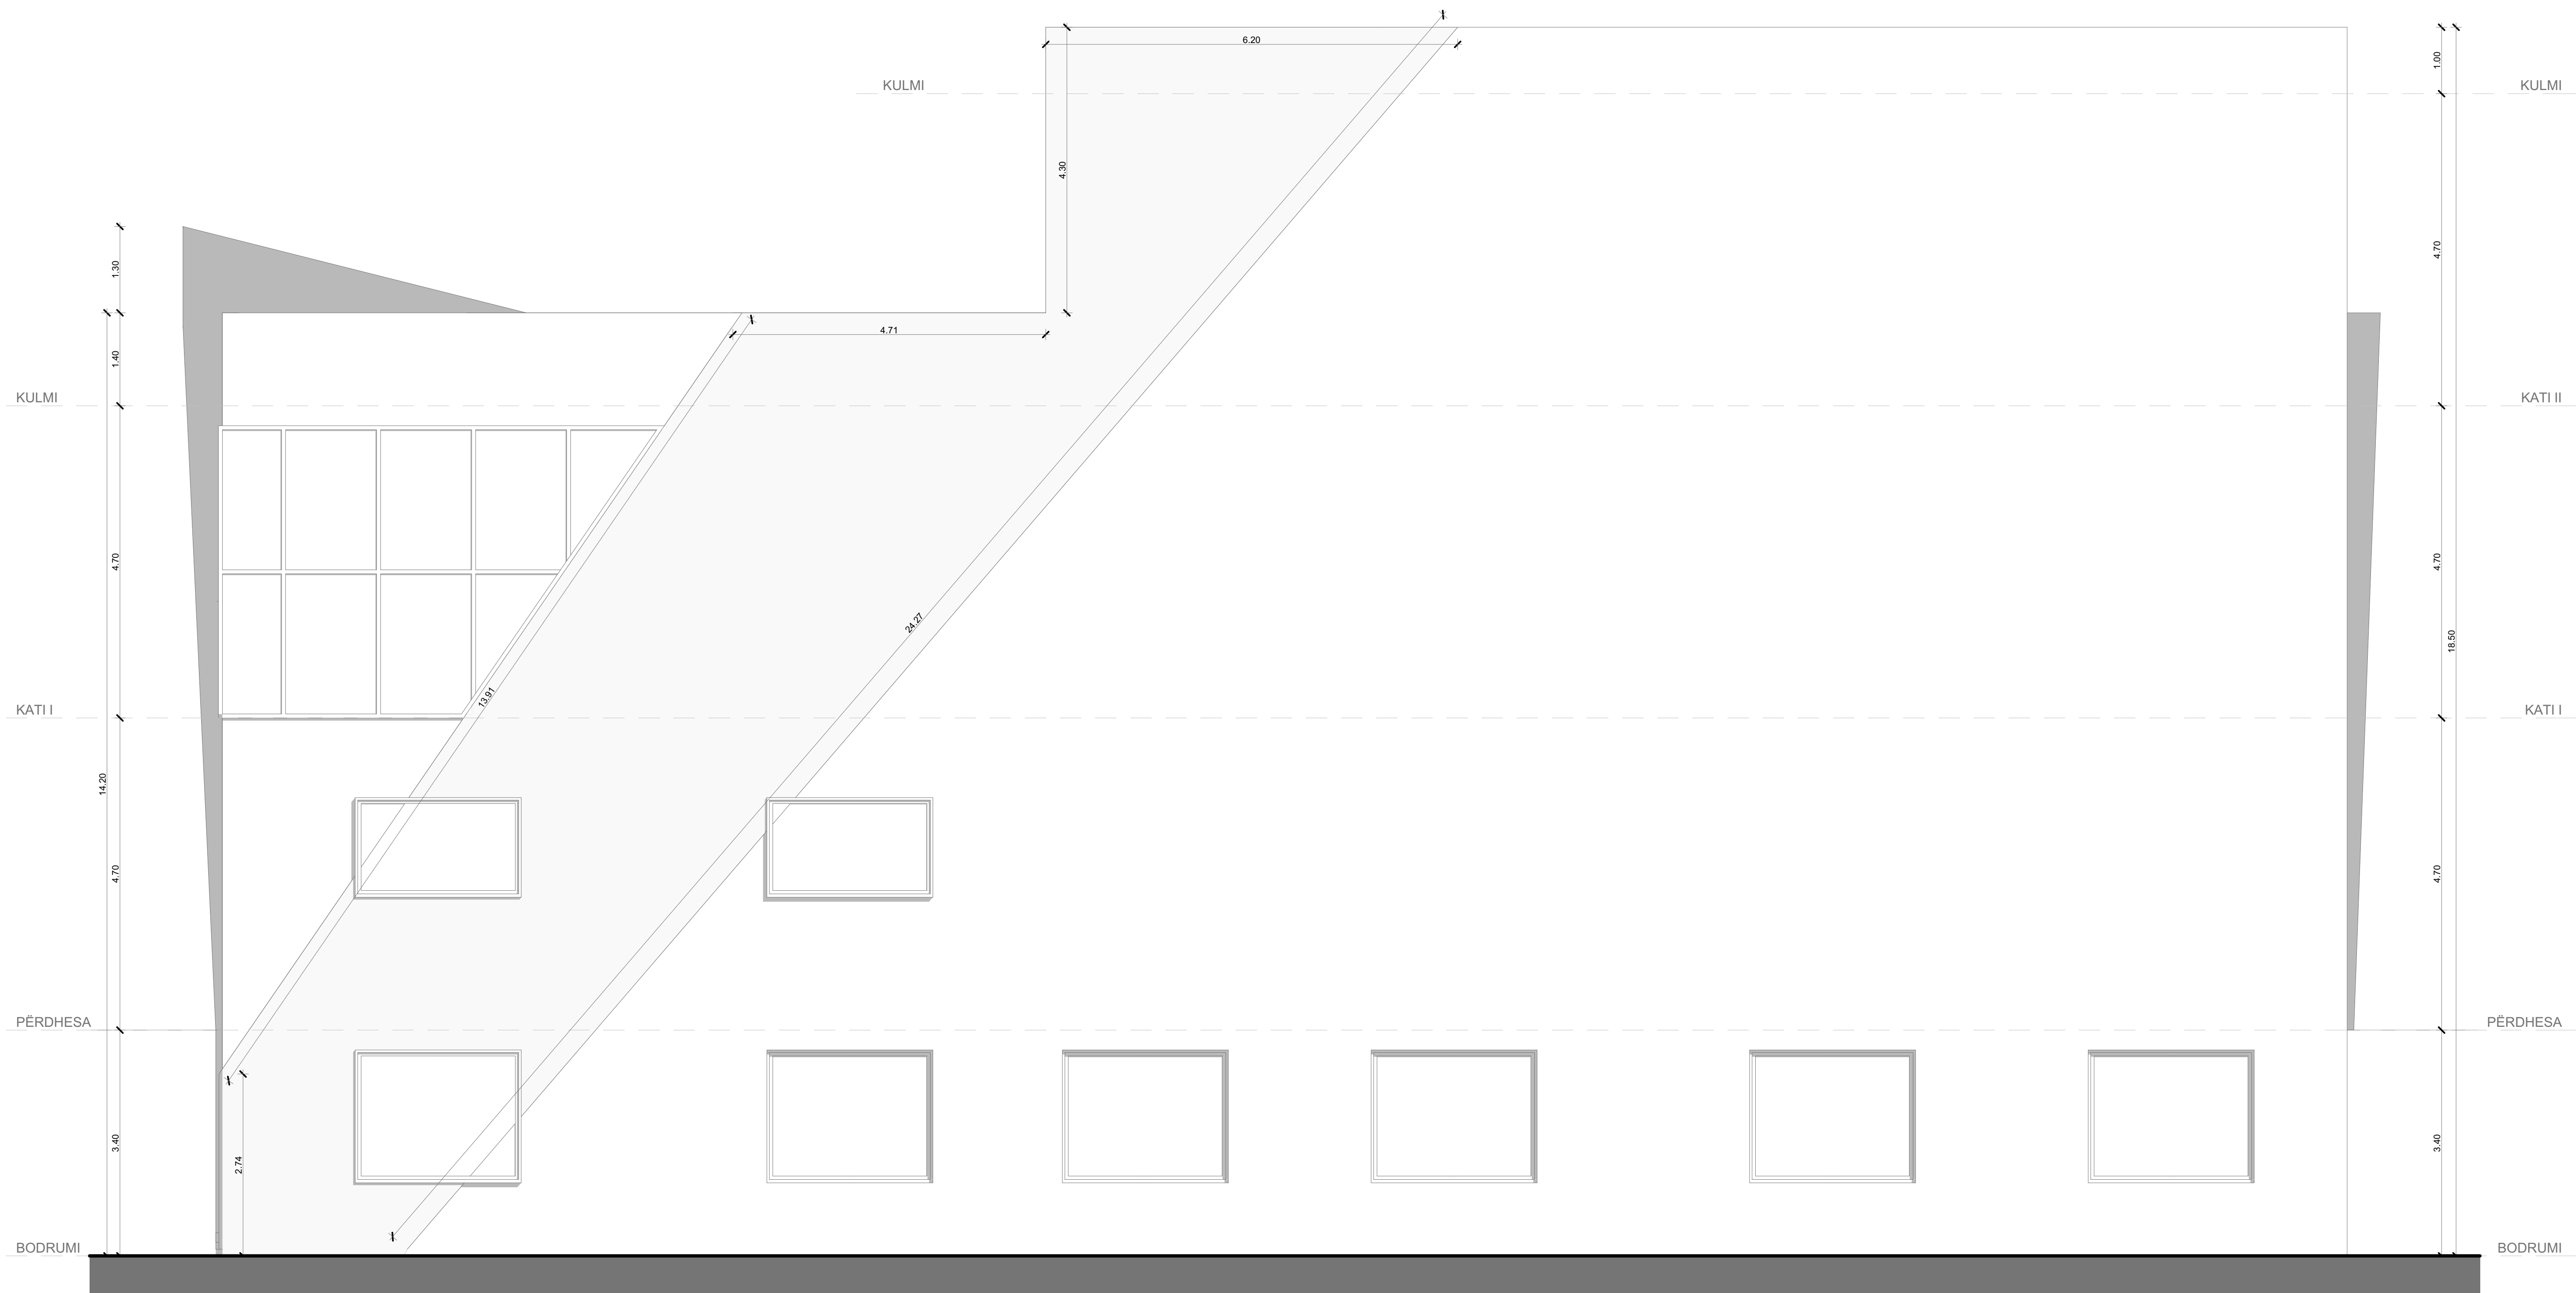 6.20
1.00
KULMI
KULMI
4.30
4.70
1.30
4.71
1.40
KULMI
KATI II
4.70
4.70
24.27
18.50
13.91
KATI I
KATI I
14.20
4.70
4.70
PËRDHESA
PËRDHESA
3.40
3.40
2.74
BODRUMI
BODRUMI